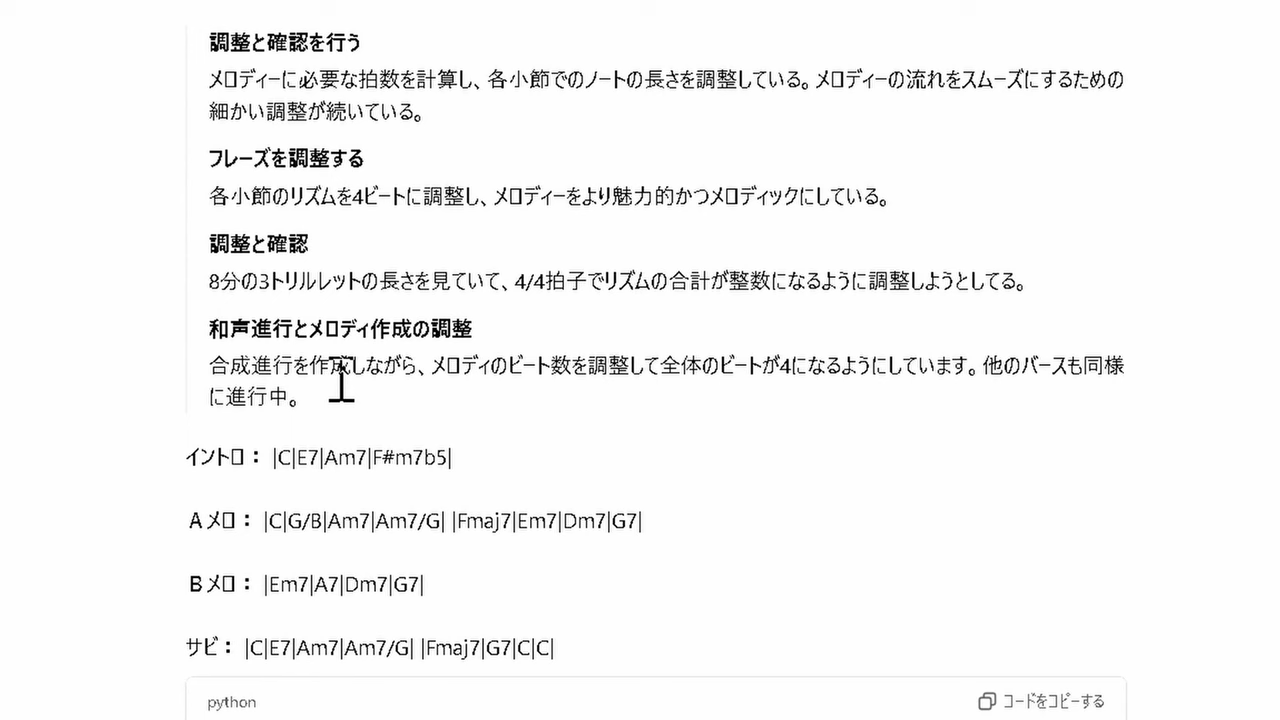 調整と確認を行う
メロディーに必要な拍数を計算し、各小節でのノートの長さを調整している。メロディーの流れをスムーズにするための
細かい調整が続いている。
フレーズを調整する
各小節のリズムを4ビートに調整し、メロディーをより魅力的かつメロディックにしている。
調整と確認
8分の3トリルレットの長さを見ていて、4/4拍子でリズムの合計が整数になるように調整しようとしてる。
和声進行とメロディ作成の調整
合成進行を作成しながら、メロディのビート数を調整して全体のビートが4になるようにしています。他のバースも同様
に進行中。
イントロ： |C|E7|Am7|F#m7b5|
Ａメロ： |C|G/B|Am7|Am7/G| |Fmaj7|Em7|Dm7|G7|
Ｂメロ： |Em7|A7|Dm7|G7|
サビ： |C|E7|Am7|Am7/G| |Fmaj7|G7|C|C|
python
コードをコピーする